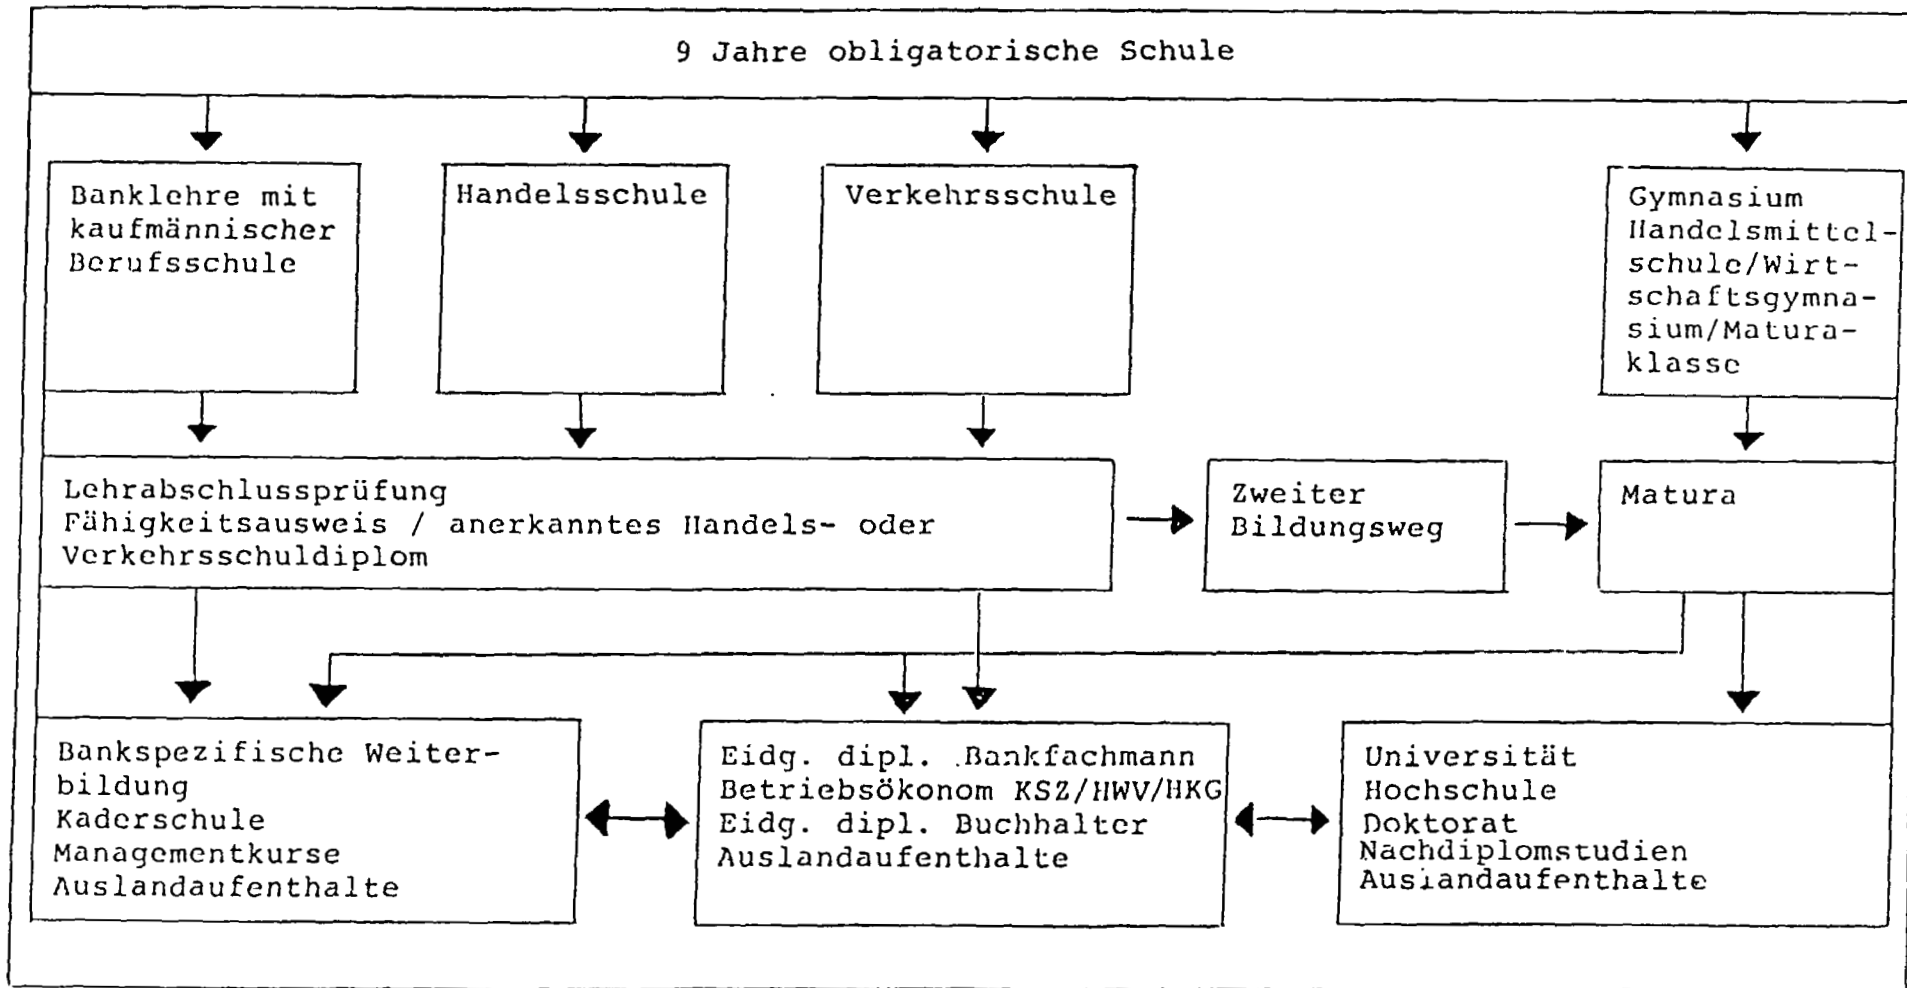 9 Jahre obligatorische Schule
Banklehre mit
kaufmännischer
Berufsschule
Handelsschule
Verkehrsschule
Gymnasium
Handelsmittel-
schule/Wirt-
schaftsgymna-
sium/Matura-
klasse
Lehrabschlussprüfung
Fähigkeitsausweis / anerkanntes Handels- oder
Verkehrsschuldiplom
Zweiter
Bildungsweg
Matura
Bankspezifische Weiter-
bildung
Kaderschule
Managementkurse
Auslandaufenthalte
Eidg. dipl. Bankfachmann
Betriebsökonom KSZ/HWV/HKG
Eidg. dipl. Buchhalter
Auslandaufenthalte
Universität
Hochschule
Doktorat
Nachdiplomstudien
Auslandaufenthalte